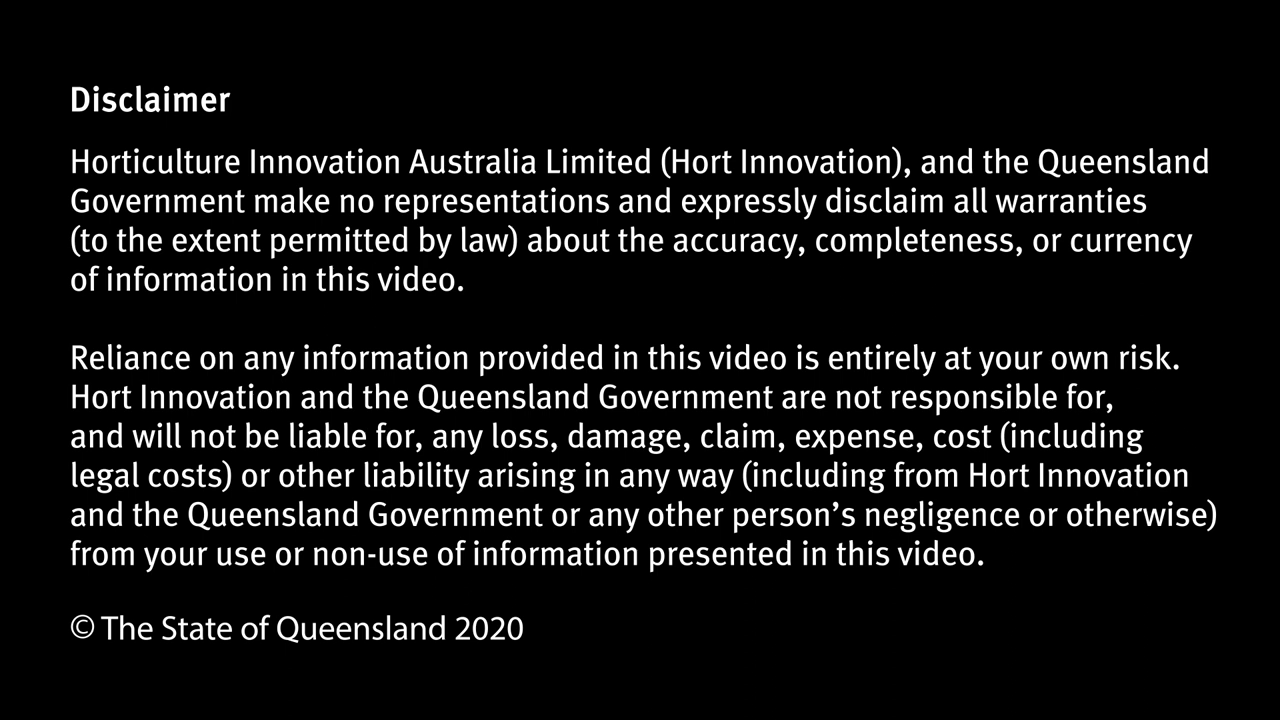 Disclaimer
Horticulture Innovation Australia Limited (Hort Innovation), and the Queensland
Government make no representations and expressly disclaim all warranties
(to the extent permitted by law) about the accuracy, completeness, or currency
of information in this video.
Reliance on any information provided in this video is entirely at your own risk.
Hort Innovation and the Queensland Government are not responsible for,
and will not be liable for, any loss, damage, claim, expense, cost (including
legal costs) or other liability arising in any way (including from Hort Innovation
and the Queensland Government or any other person’s negligence or otherwise)
from your use or non-use of information presented in this video.
© The State of Queensland 2020